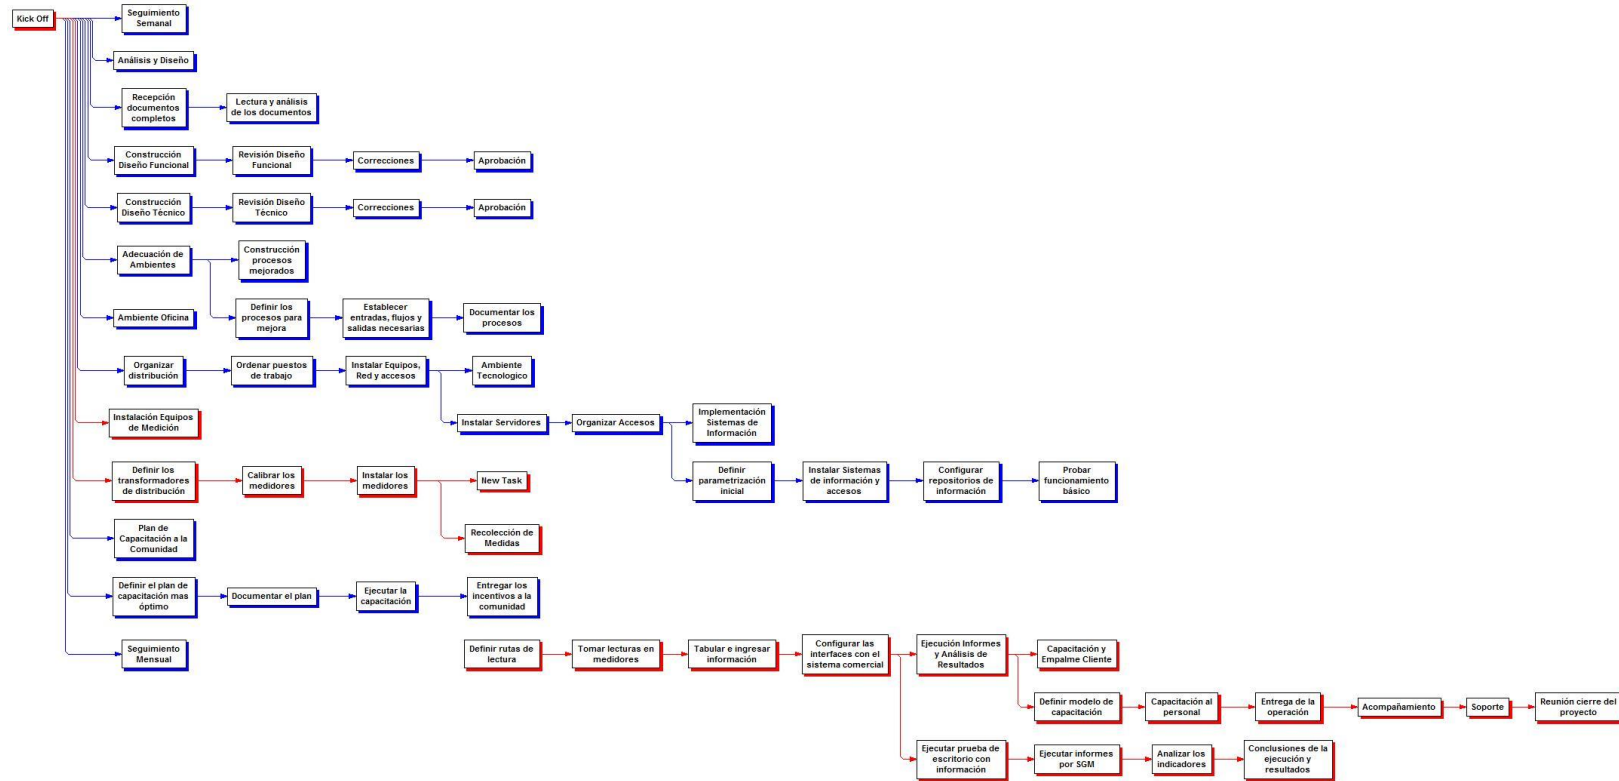 Kick Off
Seguimiento
Semanal
Análisis y Diseño
Recepción
documentos
completos
Lectura y análisis
de los documentos
Construcción
Diseño Funcional
Revisión Diseño
Funcional
Correcciones
Aprobación
Construcción
Diseño Técnico
Revisión Diseño
Técnico
Correcciones
Aprobación
Adecuación de
Ambientes
Construcción
procesos
mejorados
Ambiente Oficina
Definir los
procesos para
mejora
Establecer
entradas, flujos y
salidas necesarias
Documentar los
procesos
Organizar
distribución
Ordenar puestos
de trabajo
Instalar Equipos,
Red y accesos
Ambiente
Tecnologico
Instalación Equipos
de Medición
Instalar Servidores
Organizar Accesos
Implementación
Sistemas de
Información
Definir los
transformadores
de distribución
Calibrar los
medidores
Instalar los
medidores
New Task
Definir
parametrización
inicial
Instalar Sistemas
de información y
accesos
Configurar
repositorios de
información
Probar
funcionamiento
básico
Plan de
Capacitación a la
Comunidad
Recolección de
Medidas
Definir el plan de
capacitación mas
óptimo
Documentar el plan
Ejecutar la
capacitación
Entregar los
incentivos a la
comunidad
Seguimiento
Mensual
Definir rutas de
lectura
Tomar lecturas en
medidores
Tabular e ingresar
información
Configurar las
interfaces con el
sistema comercial
Ejecución Informes
y Análisis de
Resultados
Capacitación y
Empalme Cliente
Definir modelo de
capacitación
Capacitación al
personal
Entrega de la
operación
Acompañamiento
Soporte
Reunión cierre del
proyecto
Ejecutar prueba de
escritorio con
información
Ejecutar informes
por SGM
Analizar los
indicadores
Conclusiones de la
ejecución y
resultados